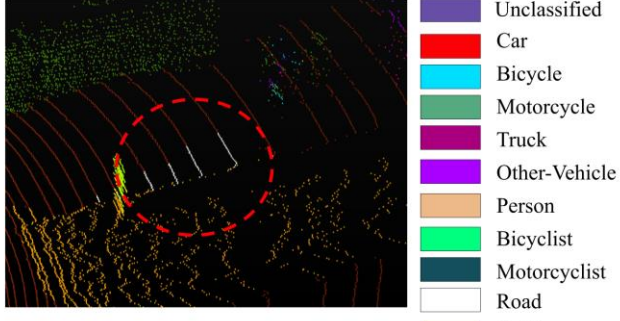 Unclassified
Car
Bicycle
Motorcycle
Truck
Other-Vehicle
Person
Bicyclist
Motorcyclist
Road